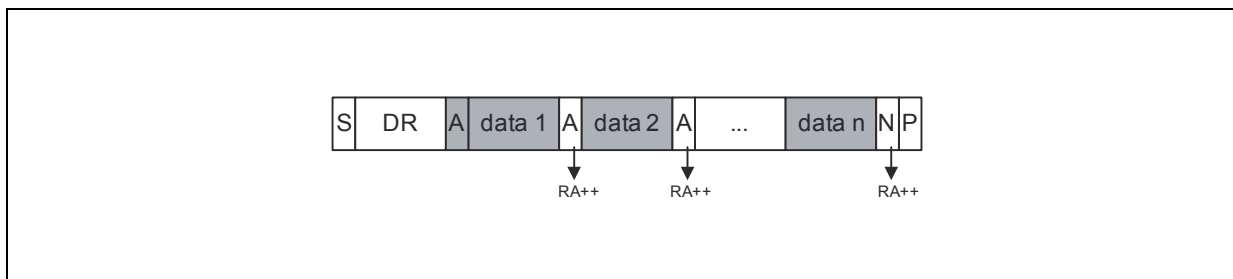 S DR A data 1 A data 2 A ... data n N P
RA++ RA++ RA++